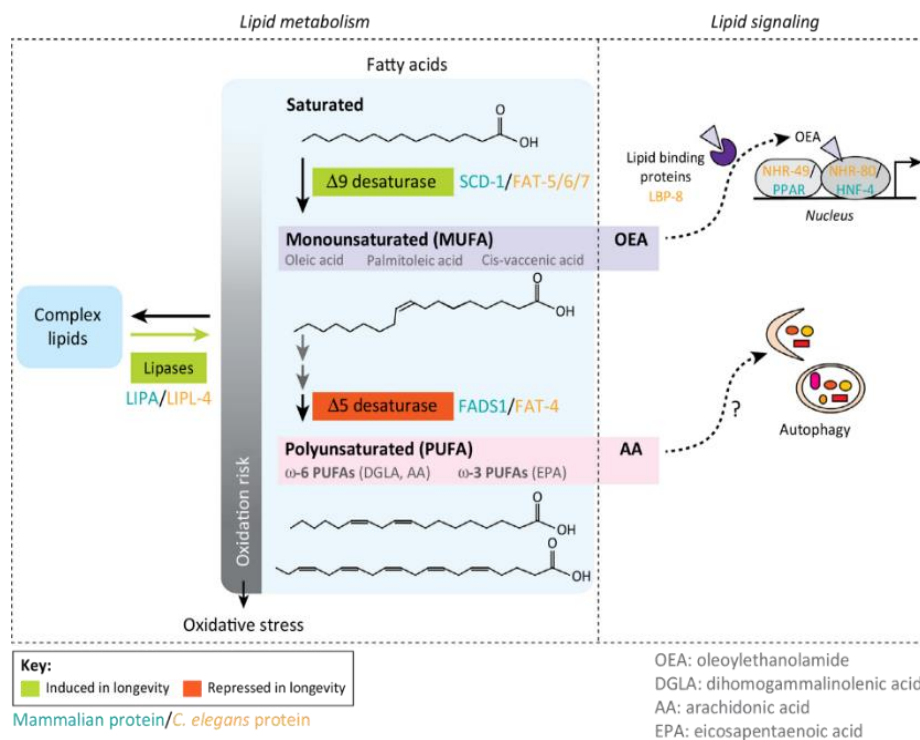 Lipid metabolism
Lipid signaling
Fatty acids
Saturated
O
OH
Δ9 desaturase
SCD-1/FAT-5/6/7
Monounsaturated (MUFA)
OEA
Oleic acid Palmitoleic acid Cis-vaccenic acid
O
OH
Δ5 desaturase
FADS1/FAT-4
Polyunsaturated (PUFA)
AA
ω-6 PUFAs (DGLA, AA) ω-3 PUFAs (EPA)
O
OH
O
OH
Complex
lipids
Lipases
LIPA/LIPL-4
Oxidation risk
Oxidative stress
Lipid binding
proteins
LBP-8
OEA
NHR-49/
PPAR
NHR-80/
HNF-4
Nucleus
?
Autophagy
Key:
Induced in longevity Repressed in longevity
Mammalian protein/C. elegans protein
OEA: oleoylethanolamide
DGLA: dihomogammalinolenic acid
AA: arachidonic acid
EPA: eicosapentaenoic acid